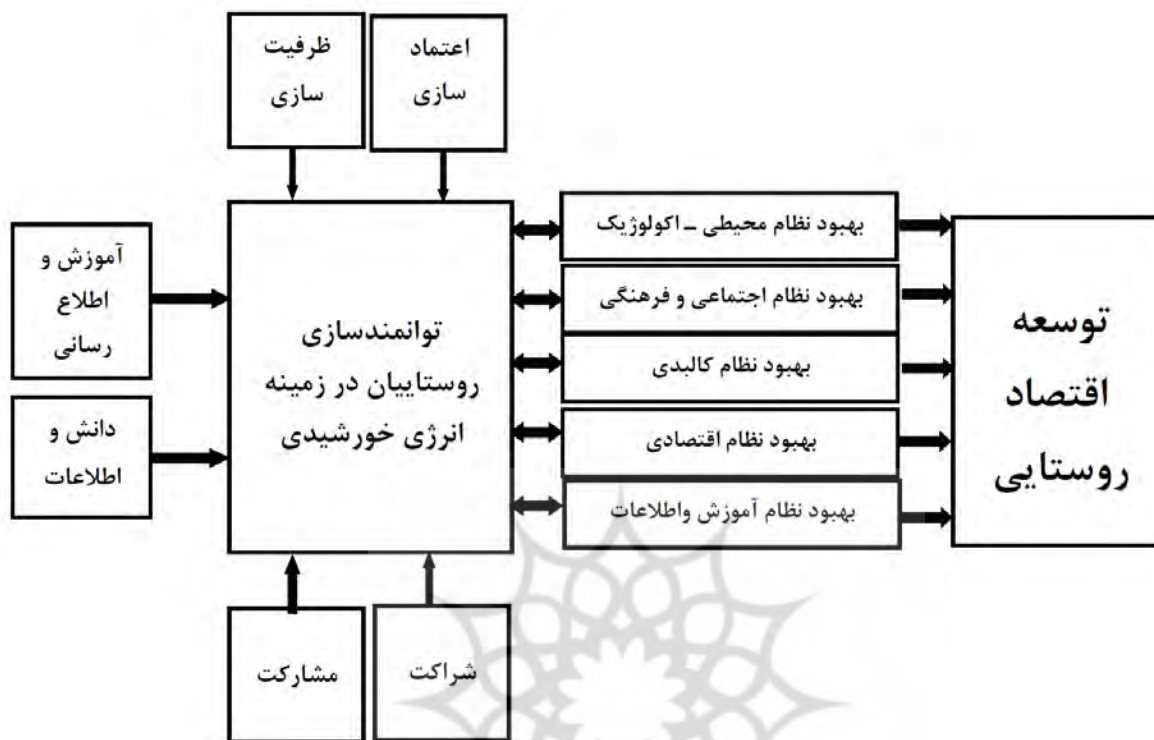 ظرفیت
سازی
اعتماد
سازی
آموزش و
اطلاع
رسانی
دانش و
اطلاعات
توانمندسازی
روستاییان در زمینه
انرژی خورشیدی
مشارکت
شراکت
بهبود نظام محیطی ـ اکولوژیک
بهبود نظام اجتماعی و فرهنگی
بهبود نظام کالبدی
بهبود نظام اقتصادی
بهبود نظام آموزش واطلاعات
توسعه
اقتصاد
روستایی